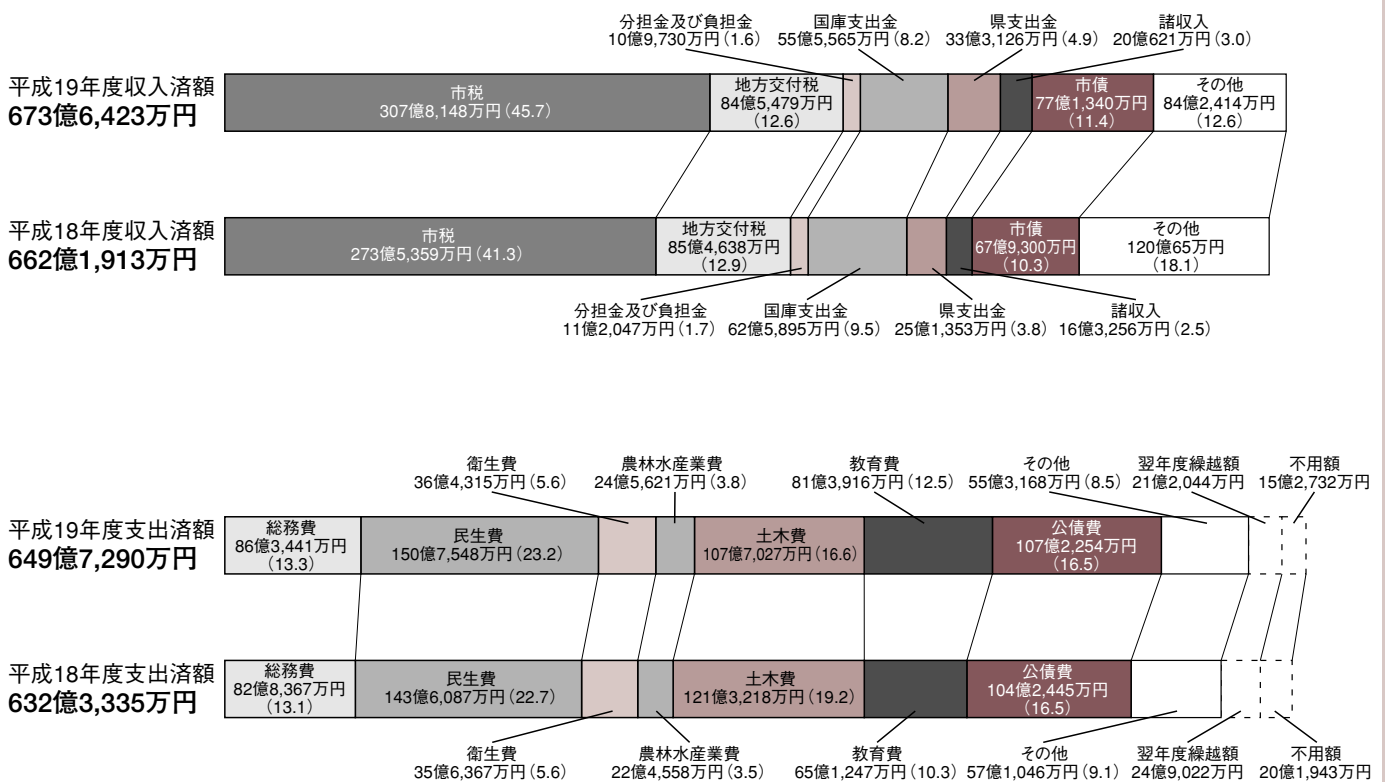 分担金及び負担金
10億9,730万円(1.6)
国庫支出金
55億5,565万円(8.2)
県支出金
33億3,126万円(4.9)
諸収入
20億621万円(3.0)
平成19年度収入済額
673億6,423万円
市税
307億8,148万円(45.7)
地方交付税
84億5,479万円
(12.6)
市債
77億1,340万円
(11.4)
その他
84億2,414万円
(12.6)
平成18年度収入済額
662億1,913万円
市税
273億5,359万円(41.3)
地方交付税
85億4,638万円
(12.9)
市債
67億9,300万円
(10.3)
その他
120億65万円
(18.1)
分担金及び負担金
11億2,047万円(1.7)
国庫支出金
62億5,895万円(9.5)
県支出金
25億1,353万円(3.8)
諸収入
16億3,256万円(2.5)
衛生費
36億4,315万円(5.6)
農林水産業費
24億5,621万円(3.8)
教育費
81億3,916万円(12.5)
その他
55億3,168万円(8.5)
翌年度繰越額
21億2,044万円
不用額
15億2,732万円
平成19年度支出済額
649億7,290万円
総務費
86億3,441万円
(13.3)
民生費
150億7,548万円(23.2)
土木費
107億7,027万円(16.6)
公債費
107億2,254万円
(16.5)
平成18年度支出済額
632億3,335万円
総務費
82億8,367万円
(13.1)
民生費
143億6,087万円(22.7)
土木費
121億3,218万円(19.2)
公債費
104億2,445万円
(16.5)
衛生費
35億6,367万円(5.6)
農林水産業費
22億4,558万円(3.5)
教育費
65億1,247万円(10.3)
その他
57億1,046万円(9.1)
翌年度繰越額
24億9,022万円
不用額
20億1,943万円